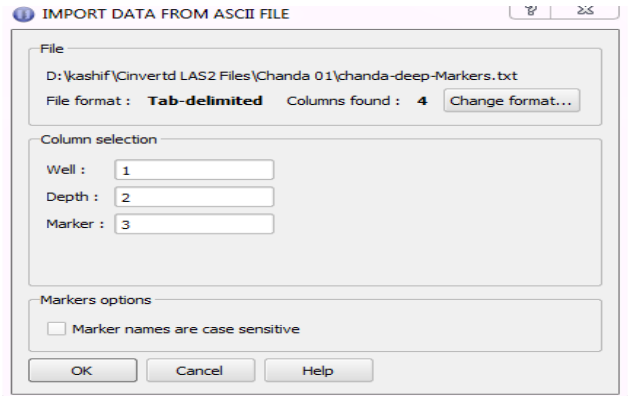 IMPORT DATA FROM ASCII FILE
File
D:\kashif\Cinvertd LAS2 Files\Chanda 01\chanda-deep-Markers.txt
File format : Tab-delimited Columns found : 4 Change format...
Column selection
Well : 1
Depth : 2
Marker : 3
Markers options
Marker names are case sensitive
OK Cancel Help